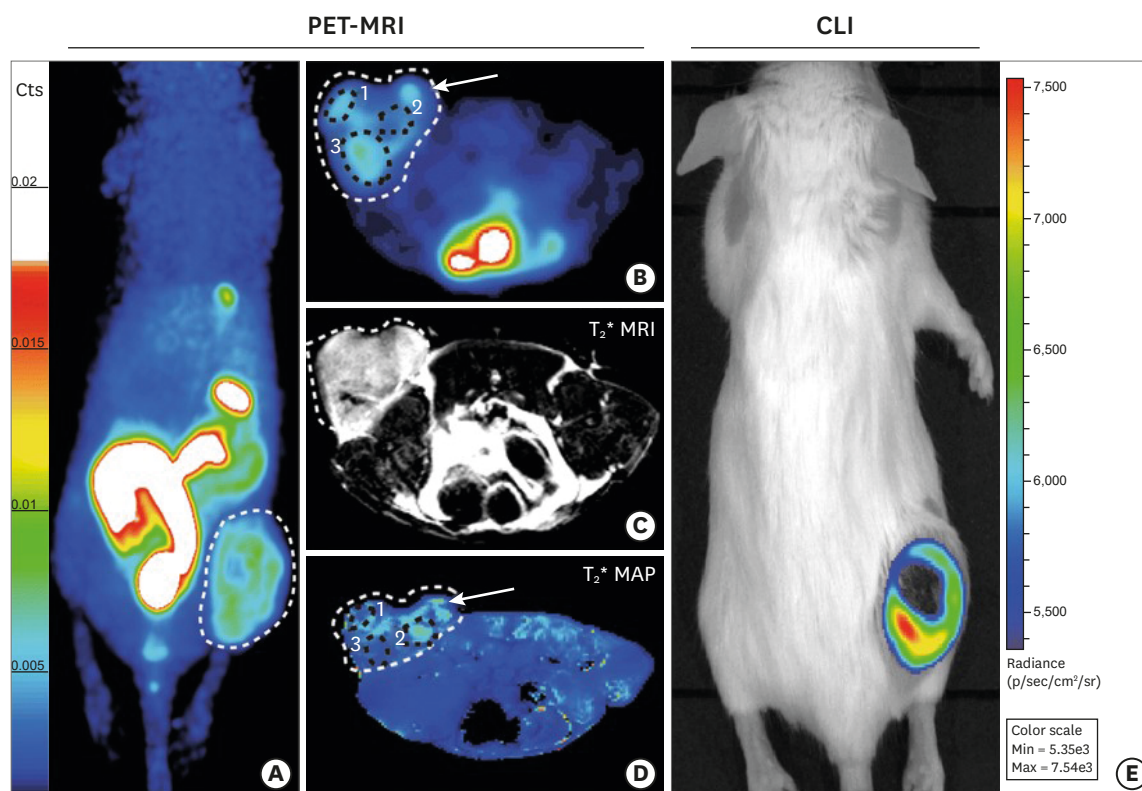 PET-MRI
CLI
Cts
0.02
0.015
0.01
0.005
A
1
2
3
B
T₂* MRI
C
T₂* MAP
1
2
3
D
7,500
7,000
6,500
6,000
5,500
Radiance
(p/sec/cm²/sr)
Color scale
Min = 5.35e3
Max = 7.54e3
E